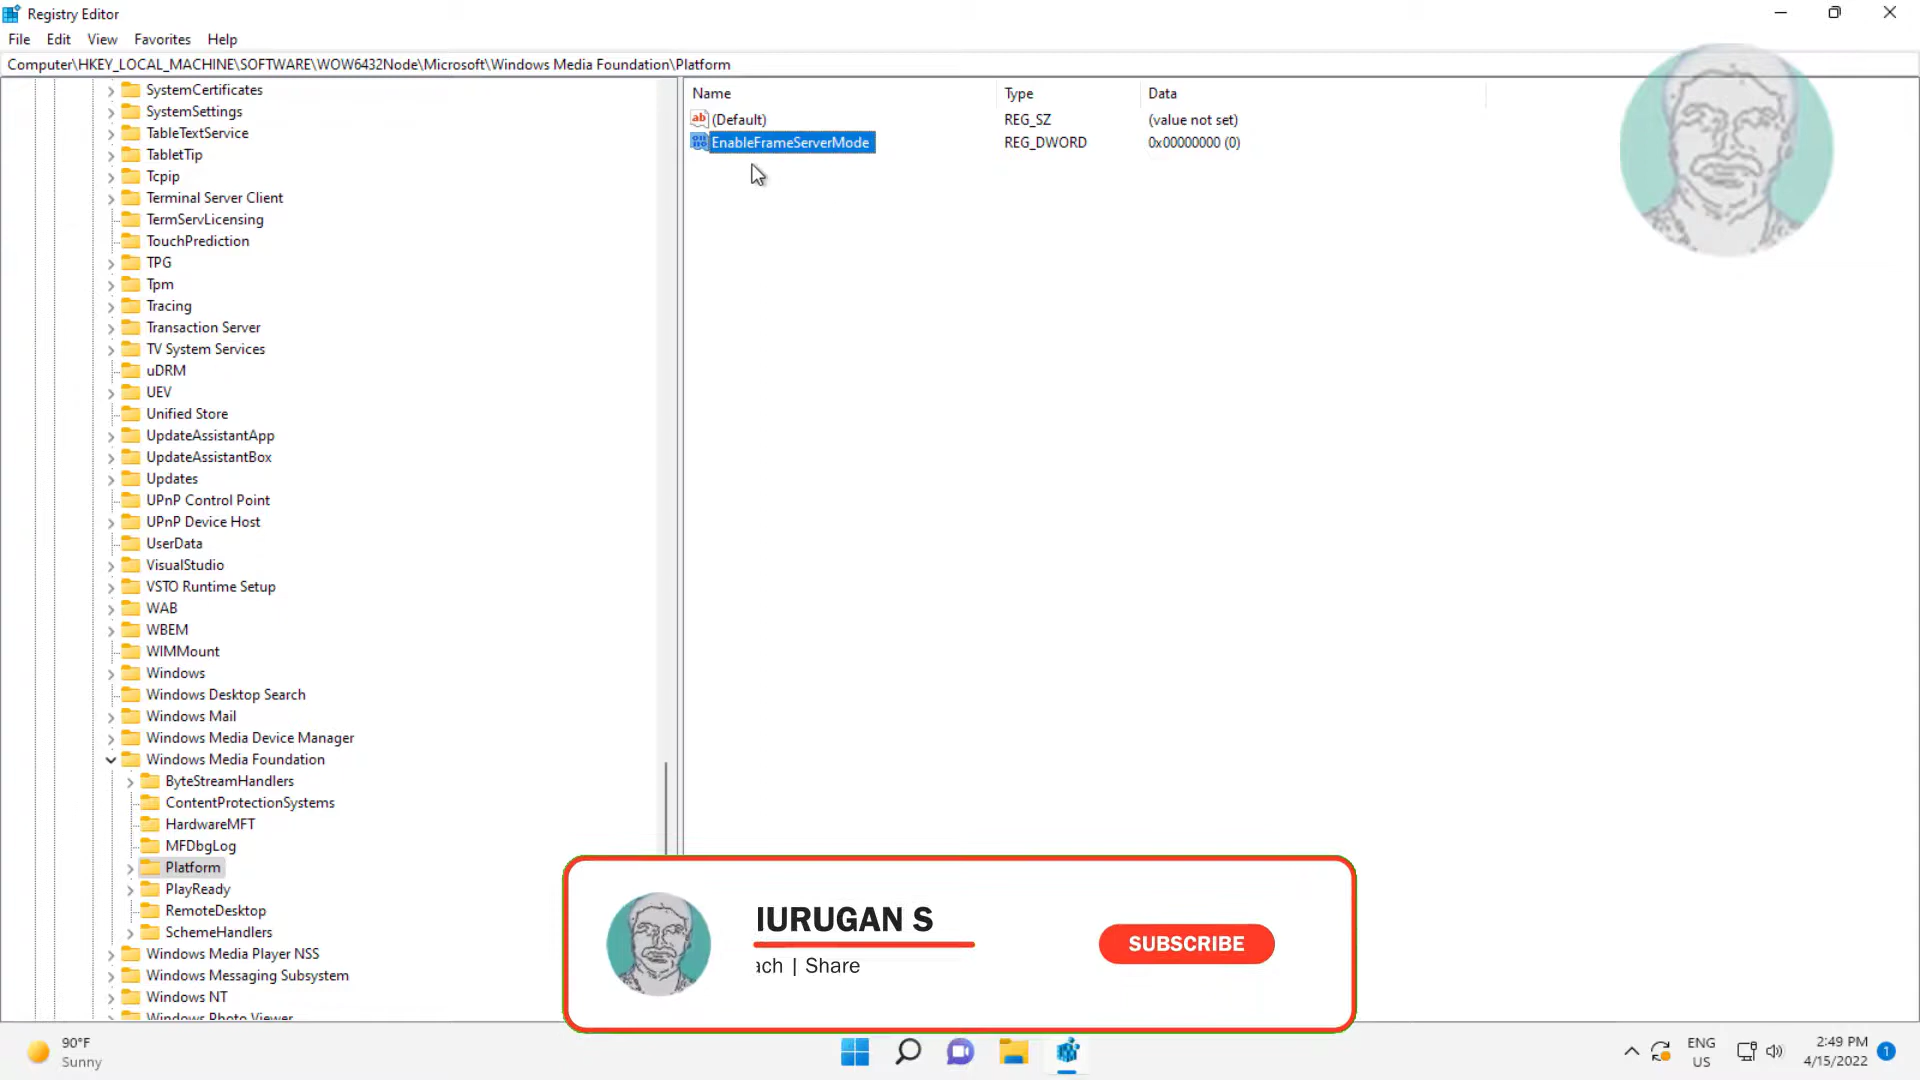 Registry Editor
File Edit View Favorites Help
Computer\HKEY_LOCAL_MACHINE\SOFTWARE\WOW6432Node\Microsoft\Windows Media Foundation\Platform
SystemCertificates
SystemSettings
TableTextService
TabletTip
Tcpip
Terminal Server Client
TermServLicensing
TouchPrediction
TPG
Tpm
Tracing
Transaction Server
TV System Services
uDRM
UEV
Unified Store
UpdateAssistantApp
UpdateAssistantBox
Updates
UPnP Control Point
UPnP Device Host
UserData
VisualStudio
VSTO Runtime Setup
WAB
WBEM
WIMMount
Windows
Windows Desktop Search
Windows Mail
Windows Media Device Manager
Windows Media Foundation
ByteStreamHandlers
ContentProtectionSystems
HardwareMFT
MFDbgLog
Platform
PlayReady
RemoteDesktop
SchemeHandlers
Windows Media Player NSS
Windows Messaging Subsystem
Windows NT
Windows Photo Viewer
Name Type Data
ab (Default) REG_SZ (value not set)
EnableFrameServerMode REG_DWORD 0x00000000 (0)
IURUGAN S
ach | Share
SUBSCRIBE
90°F
Sunny
ENG
US
2:49 PM
4/15/2022
1